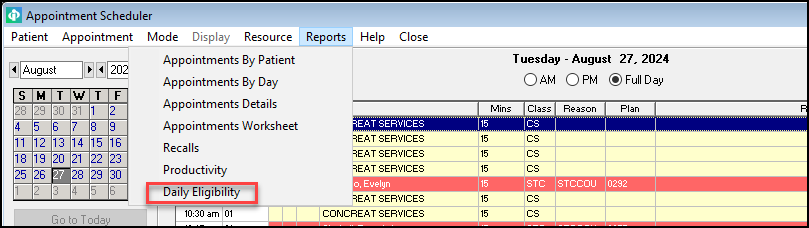 Appointment Scheduler
Patient Appointment Mode Display Resource Reports Help Close
August 202
Tuesday - August 27, 2024
AM PM Full Day
Appointments By Patient
Appointments By Day
Appointments Details
Appointments Worksheet
Recalls
Productivity
Daily Eligibility
S M T W T F S
28 29 30 31 1 2
4 5 6 7 8 9
11 12 13 14 15 16
18 19 20 21 22 23
25 26 27 28 29 30
1 2 3 4 5 6
Go to Today
Mins Class Reason Plan R
CREAT SERVICES 15 CS
CREAT SERVICES 15 CS
CREAT SERVICES 15 CS
o, Evelyn 15 STC STCCOU 0292
CREAT SERVICES 15 CS
10:30 am 01 CONCREAT SERVICES 15 CS